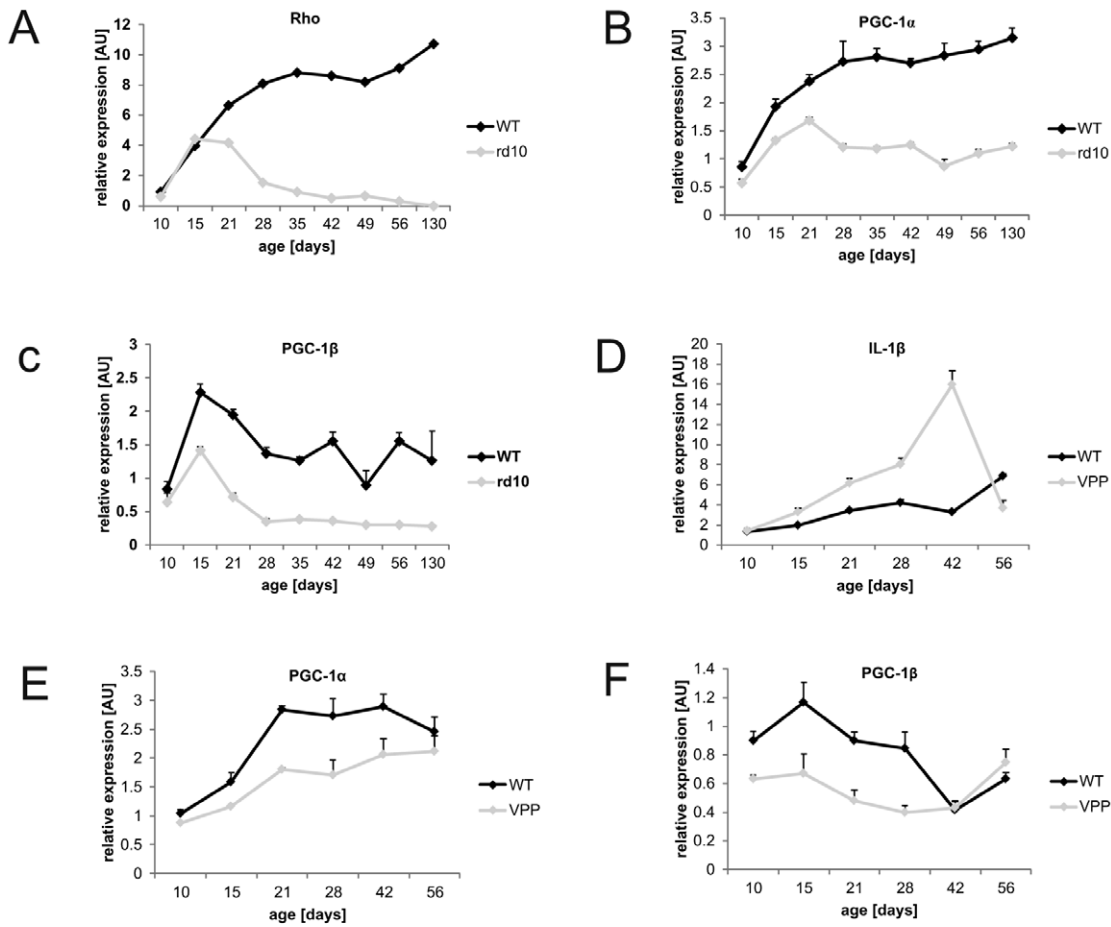 A
Rho
relative expression [AU]
12
10
8
6
4
2
0
10 15 21 28 35 42 49 56 130
age [days]
WT
rd10
B
PGC-1α
relative expression [AU]
3.5
3
2.5
2
1.5
1
0.5
0
10 15 21 28 35 42 49 56 130
age [days]
WT
rd10
c
PGC-1β
relative expression [AU]
3
2.5
2
1.5
1
0.5
0
10 15 21 28 35 42 49 56 130
age [days]
WT
rd10
D
IL-1β
relative expression [AU]
20
18
16
14
12
10
8
6
4
2
0
10 15 21 28 42 56
age [days]
WT
VPP
E
PGC-1α
relative expression [AU]
3.5
3
2.5
2
1.5
1
0.5
0
10 15 21 28 42 56
age [days]
WT
VPP
F
PGC-1β
relative expression [AU]
1.4
1.2
1
0.8
0.6
0.4
0.2
0
10 15 21 28 42 56
age [days]
WT
VPP